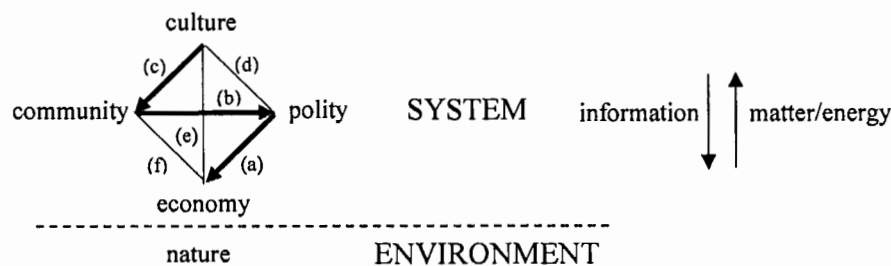 culture
(c) (d)
community (b) polity SYSTEM information matter/energy
(e)
(f) (a)
economy
nature ENVIRONMENT